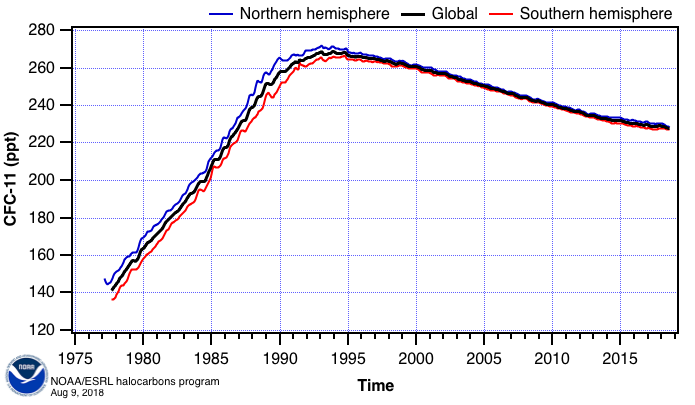 Northern hemisphere Global Southern hemisphere
280
260
240
220
200
180
160
140
120
CFC-11 (ppt)
1975 1980 1985 1990 1995 2000 2005 2010 2015
Time
NOAA
NOAA/ESRL halocarbons program
Aug 9, 2018